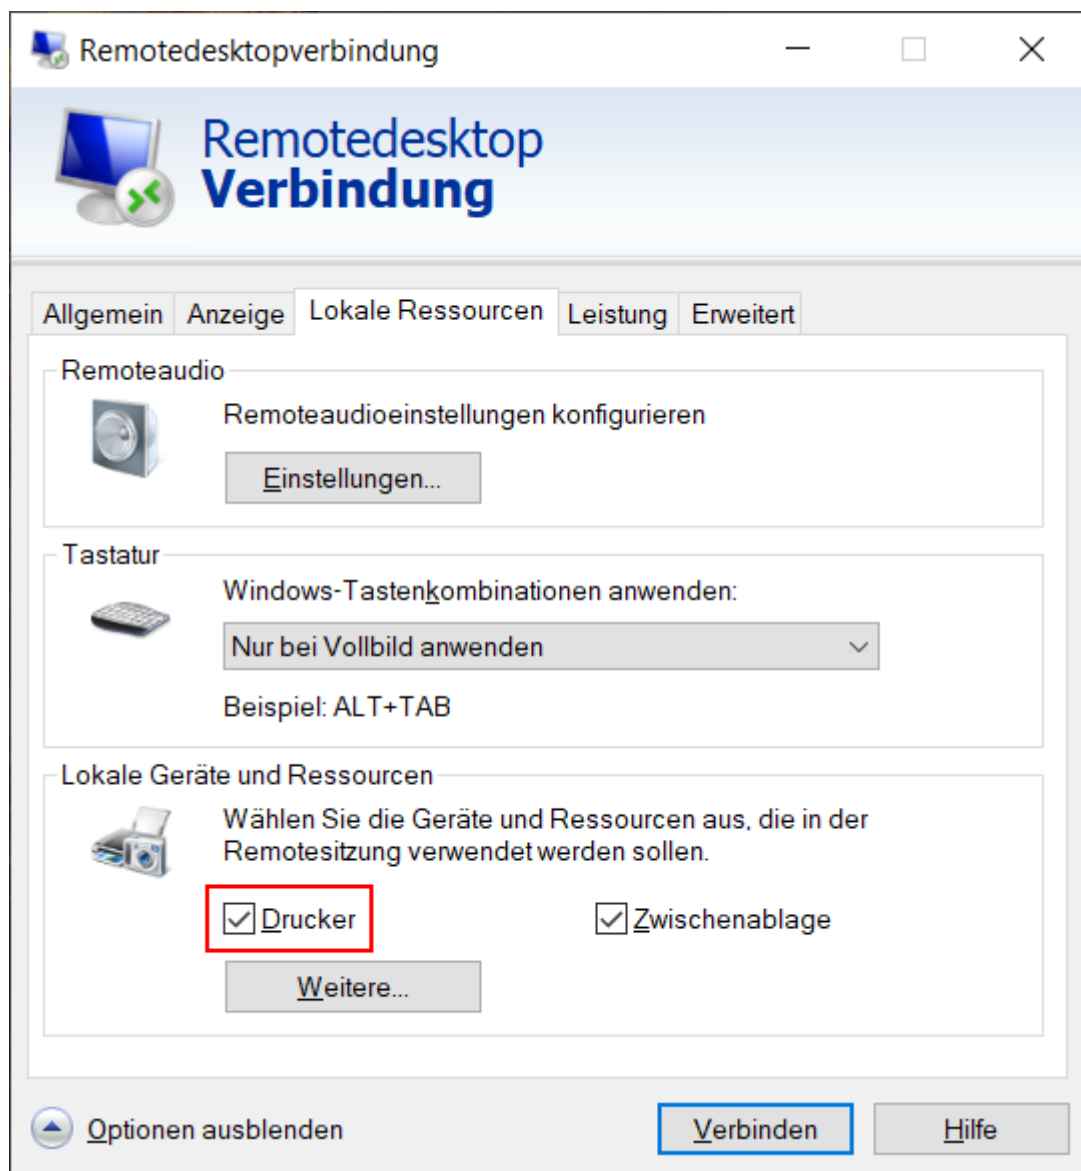 Remotedesktopverbindung
Remotedesktop
Verbindung
Allgemein Anzeige Lokale Ressourcen Leistung Erweitert
Remoteaudio
Remoteaudioeinstellungen konfigurieren
Einstellungen...
Tastatur
Windows-Tastenkombinationen anwenden:
Nur bei Vollbild anwenden
Beispiel: ALT+TAB
Lokale Geräte und Ressourcen
Wählen Sie die Geräte und Ressourcen aus, die in der
Remotesitzung verwendet werden sollen.
Drucker Zwischenablage
Weitere...
Optionen ausblenden Verbinden Hilfe